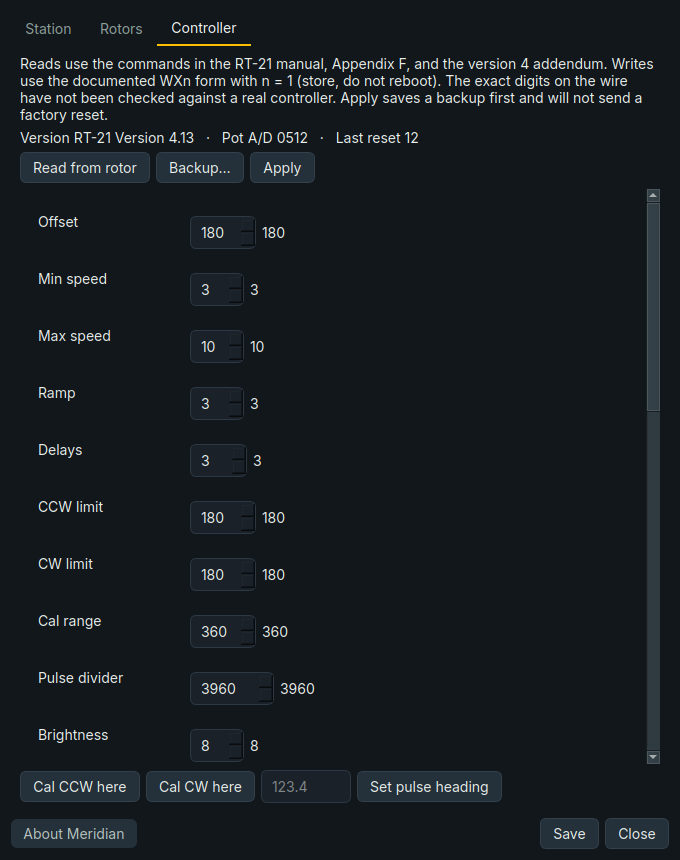 Station Rotors Controller
Reads use the commands in the RT-21 manual, Appendix F, and the version 4 addendum. Writes
use the documented WXn form with n = 1 (store, do not reboot). The exact digits on the wire
have not been checked against a real controller. Apply saves a backup first and will not send a
factory reset.
Version RT-21 Version 4.13 · Pot A/D 0512 · Last reset 12
Read from rotor Backup... Apply
Offset 180 180
Min speed 3 3
Max speed 10 10
Ramp 3 3
Delays 3 3
CCW limit 180 180
CW limit 180 180
Cal range 360 360
Pulse divider 3960 3960
Brightness 8 8
Cal CCW here Cal CW here 123.4 Set pulse heading
About Meridian Save Close